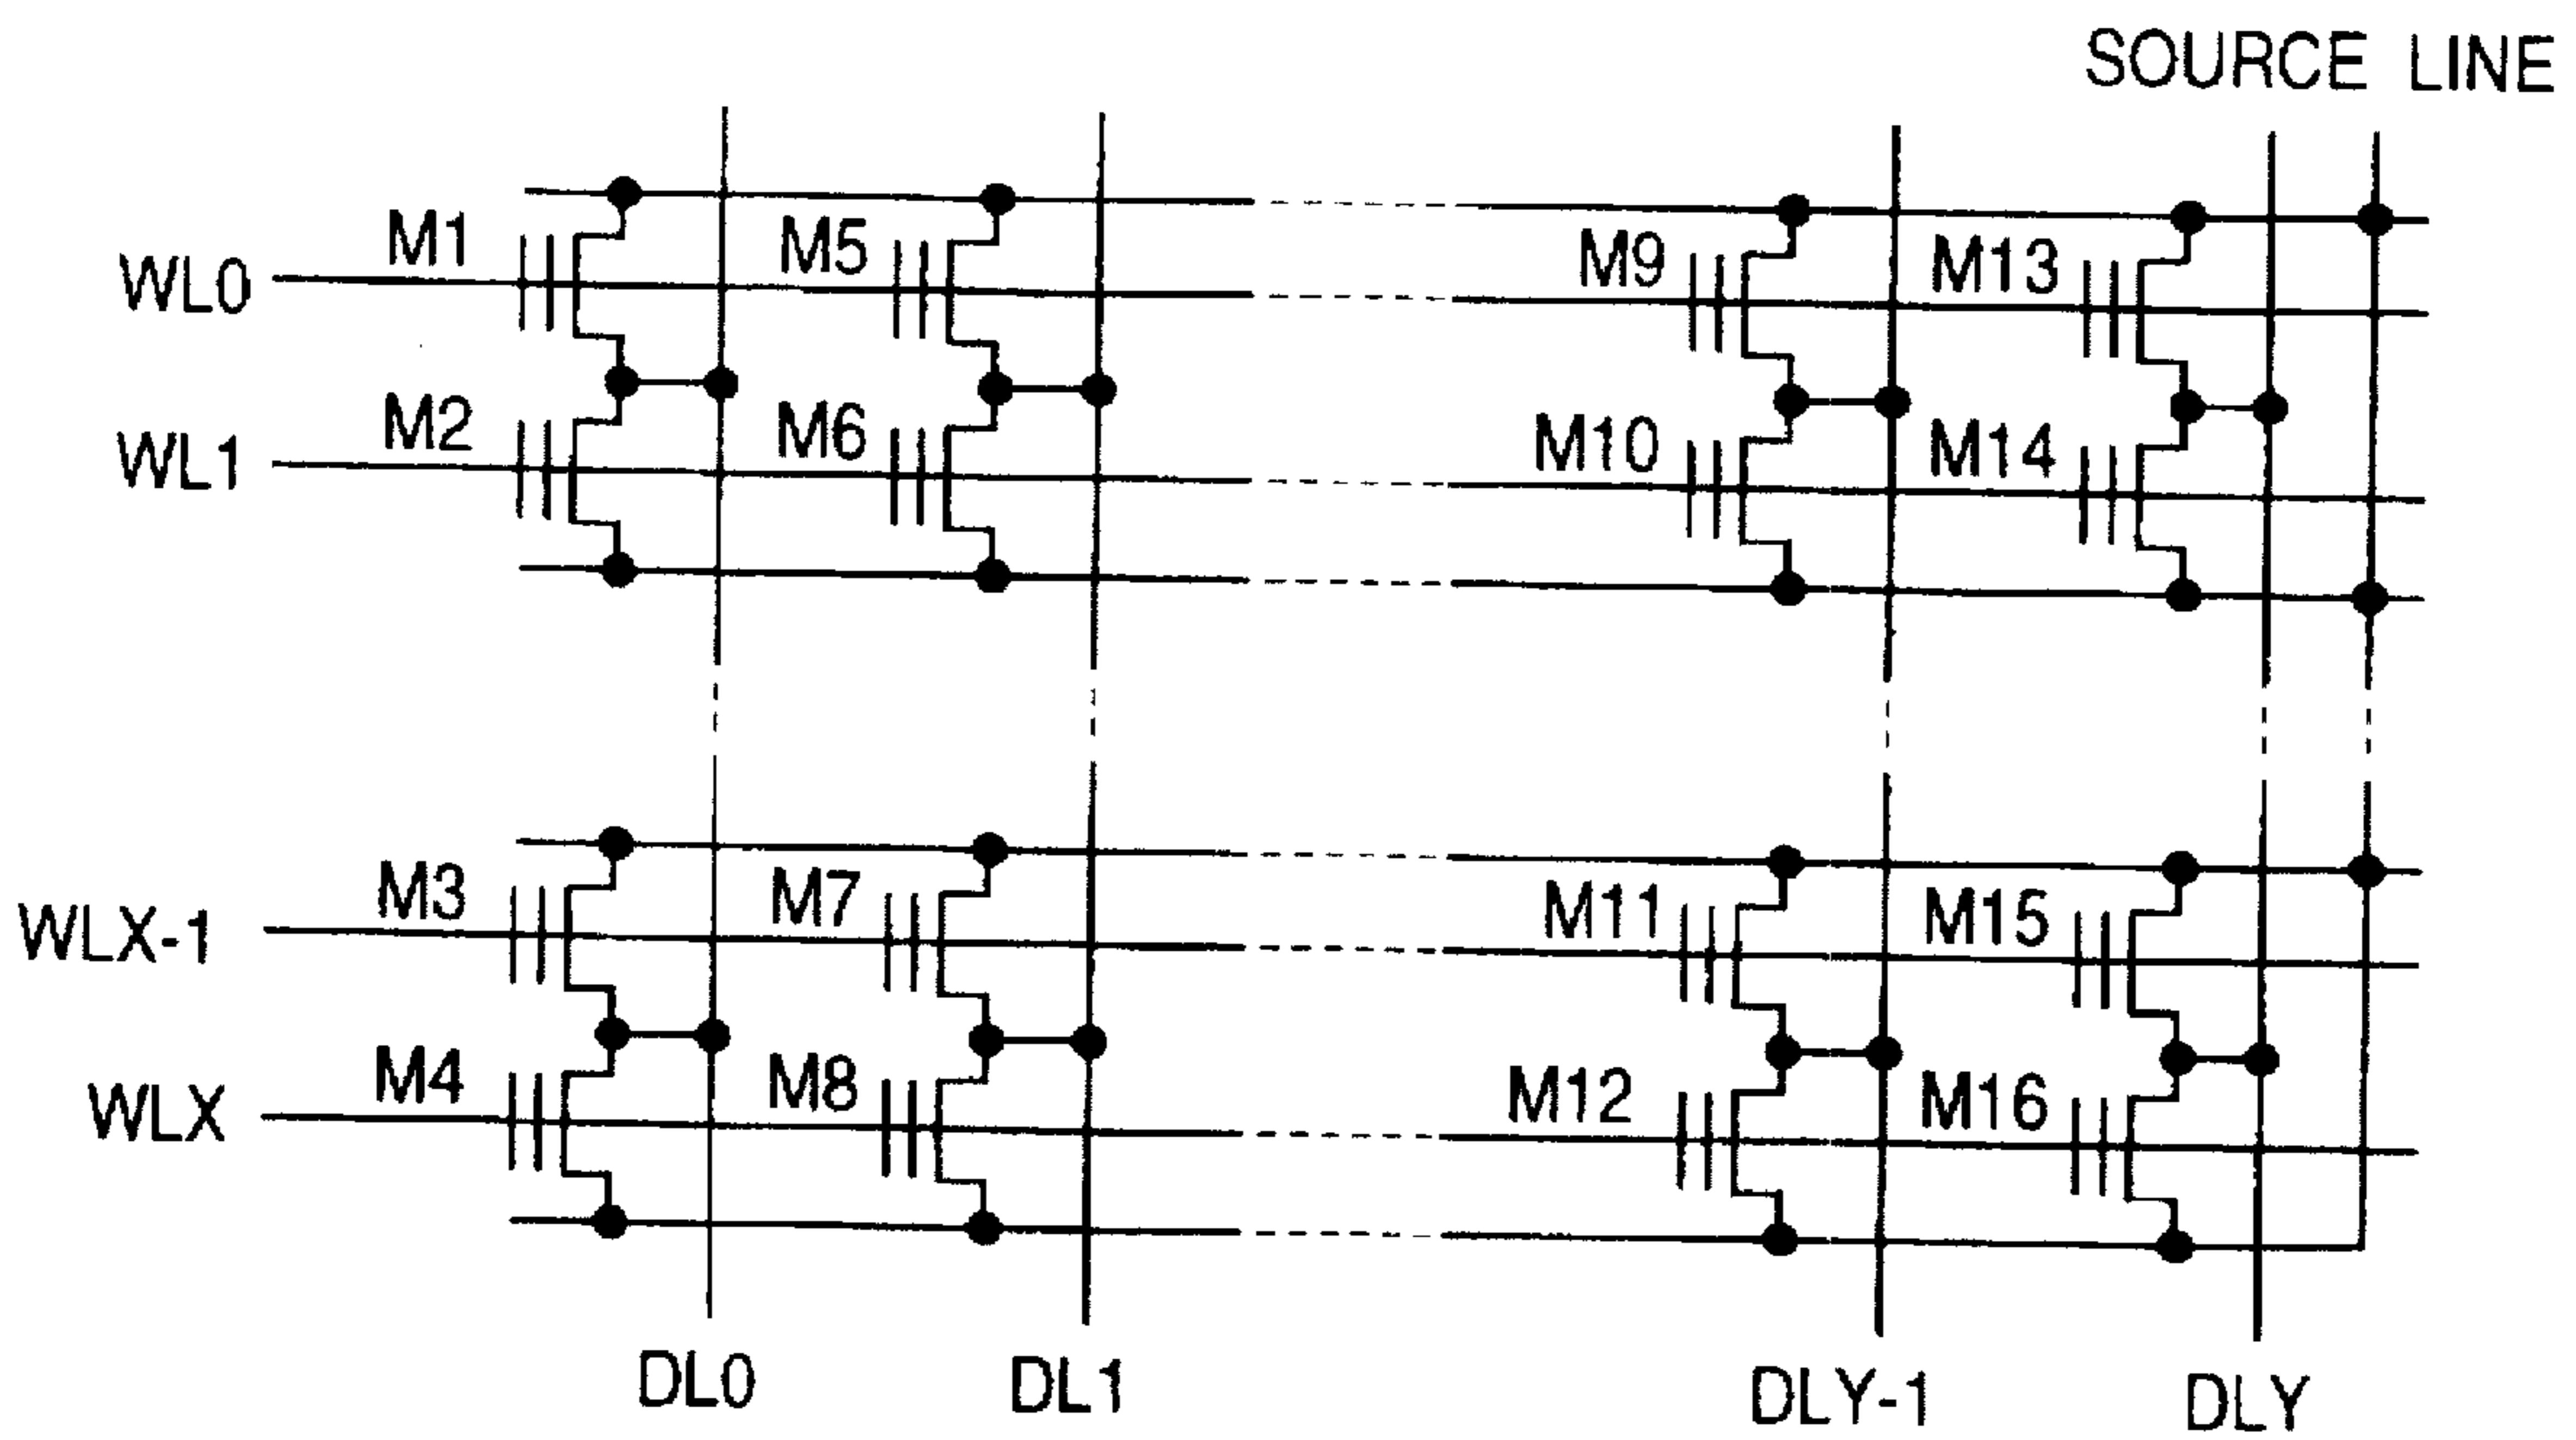 SOURCE LINE
M1 M5 M9 M13
WL0
M2 M6 M10 M14
WL1
M3 M7 M11 M15
WLX-1
M4 M8 M12 M16
WLX
DL0 DL1 DLY-1 DLY